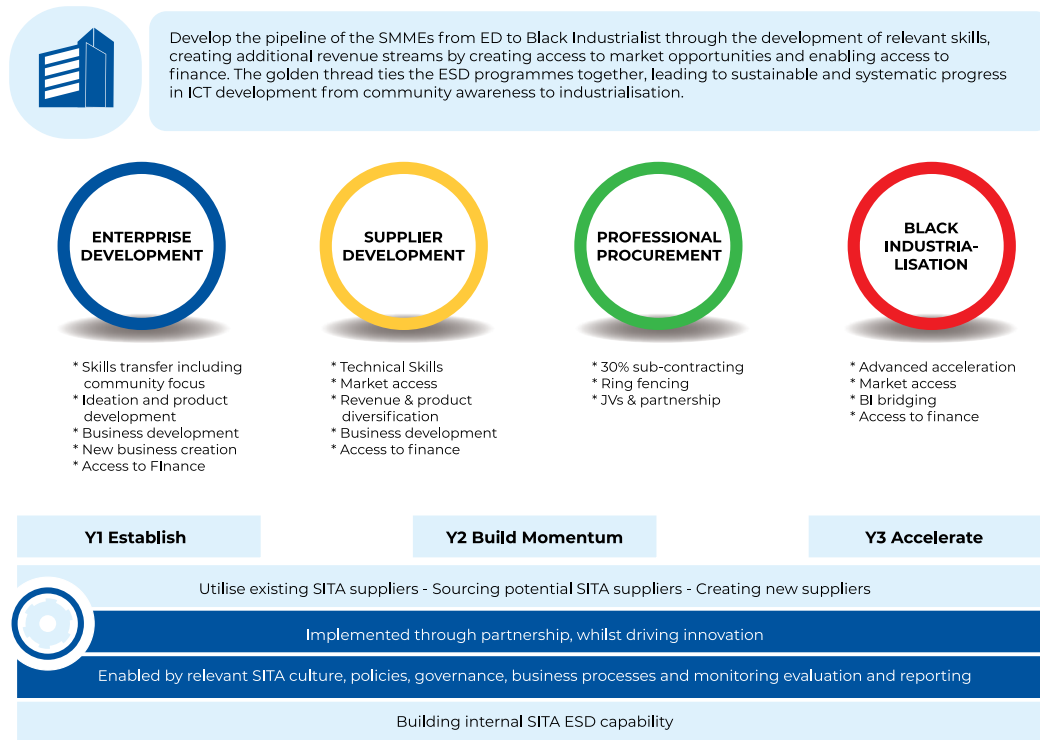 Develop the pipeline of the SMMEs from ED to Black Industrialist through the development of relevant skills,
creating additional revenue streams by creating access to market opportunities and enabling access to
finance. The golden thread ties the ESD programmes together, leading to sustainable and systematic progress
in ICT development from community awareness to industrialisation.
ENTERPRISE
DEVELOPMENT
* Skills transfer including
community focus
* Ideation and product
development
* Business development
* New business creation
* Access to FInance
SUPPLIER
DEVELOPMENT
* Technical Skills
* Market access
* Revenue & product
diversification
* Business development
* Access to finance
PROFESSIONAL
PROCUREMENT
* 30% sub-contracting
* Ring fencing
* JVs & partnership
BLACK
INDUSTRIA-
LISATION
* Advanced acceleration
* Market access
* BI bridging
* Access to finance
Y1 Establish
Y2 Build Momentum
Y3 Accelerate
Utilise existing SITA suppliers - Sourcing potential SITA suppliers - Creating new suppliers
Implemented through partnership, whilst driving innovation
Enabled by relevant SITA culture, policies, governance, business processes and monitoring evaluation and reporting
Building internal SITA ESD capability